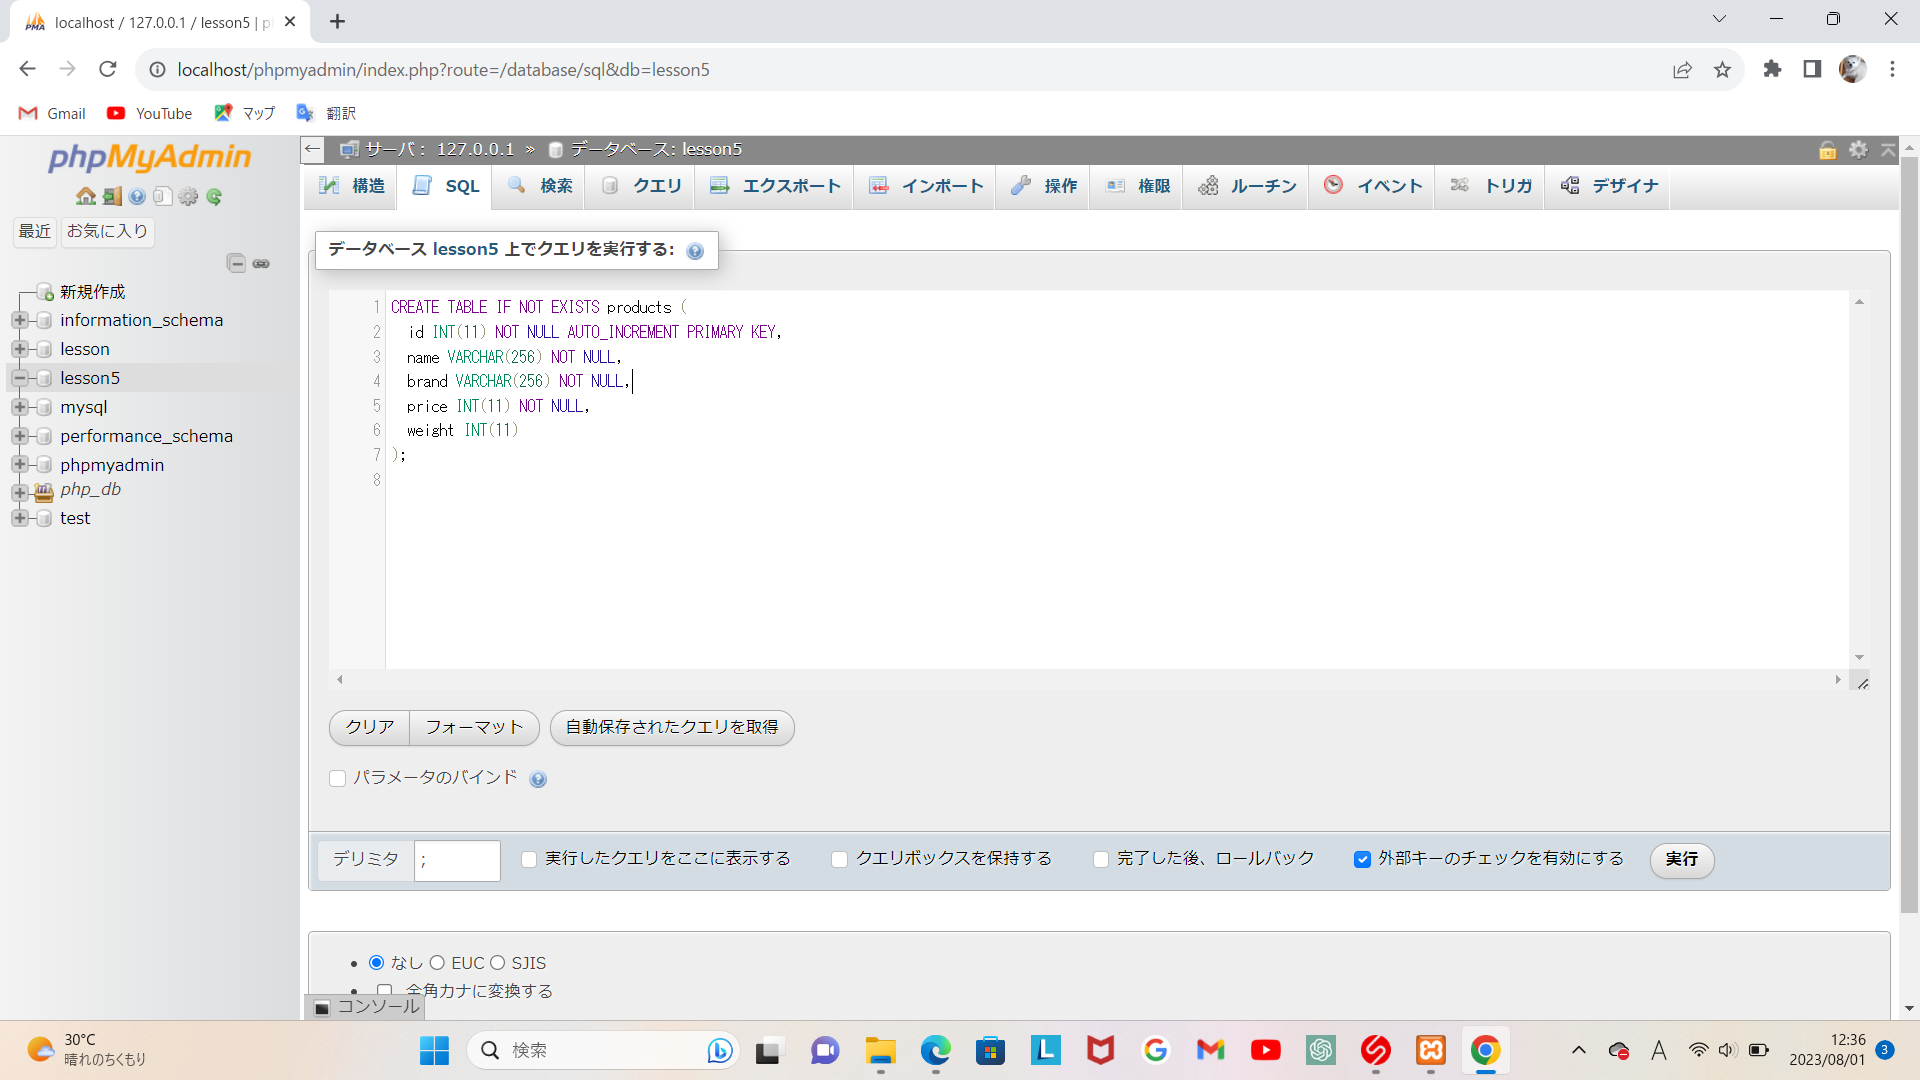 localhost / 127.0.0.1 / lesson5 | p
localhost/phpmyadmin/index.php?route=/database/sql&db=lesson5
Gmail YouTube マップ 翻訳
phpMyAdmin
最近 お気に入り
新規作成
information_schema
lesson
lesson5
mysql
performance_schema
phpmyadmin
php_db
test
サーバ: 127.0.0.1 » データベース: lesson5
構造 SQL 検索 クエリ エクスポート インポート 操作 権限 ルーチン イベント トリガ デザイナ
データベース lesson5 上でクエリを実行する:
1 CREATE TABLE IF NOT EXISTS products (
2 id INT(11) NOT NULL AUTO_INCREMENT PRIMARY KEY,
3 name VARCHAR(256) NOT NULL,
4 brand VARCHAR(256) NOT NULL,
5 price INT(11) NOT NULL,
6 weight INT(11)
7 );
8
クリア フォーマット 自動保存されたクエリを取得
パラメータのバインド
デリミタ ; 実行したクエリをここに表示する クエリボックスを保持する 完了した後、ロールバック 外部キーのチェックを有効にする 実行
なし EUC SJIS
全角カナに変換する
コンソール
30°C
晴れのちくもり
検索
A
12:36
2023/08/01
3